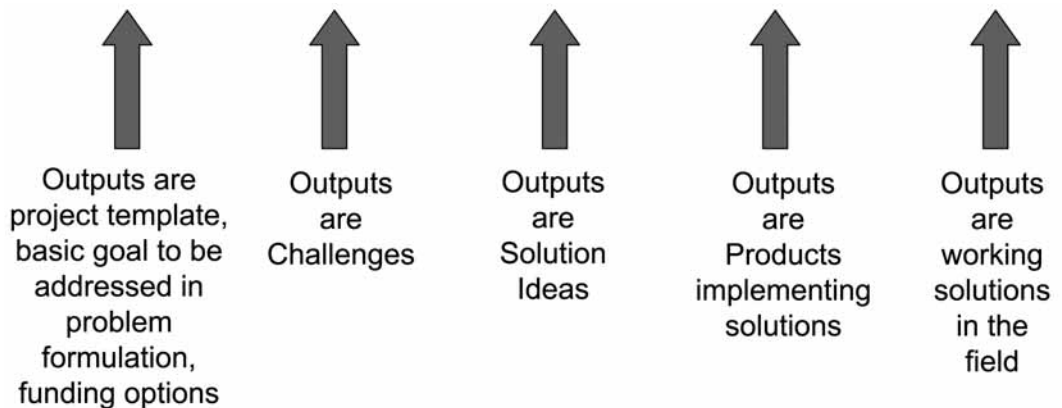 Outputs are
project template,
basic goal to be
addressed in
problem
formulation,
funding options
Outputs
are
Challenges
Outputs
are
Solution
Ideas
Outputs
are
Products
implementing
solutions
Outputs
are
working
solutions
in the
field